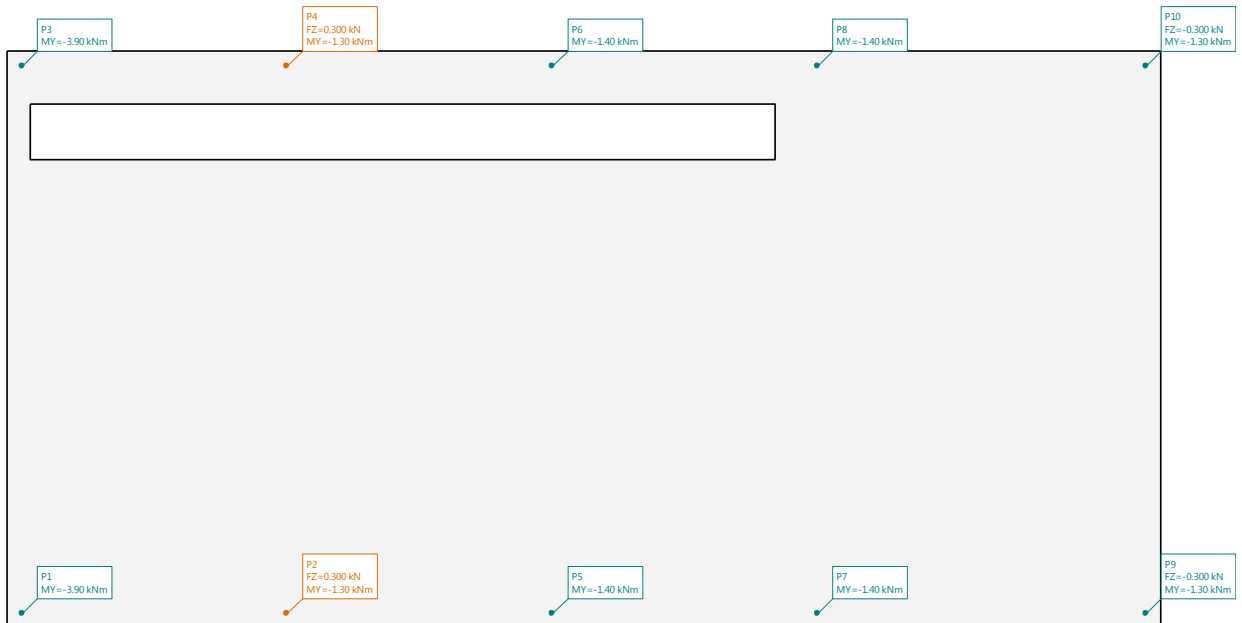 P3
MY=-3.90 kNm
P4
FZ=0.300 kN
MY=-1.30 kNm
P6
MY=-1.40 kNm
P8
MY=-1.40 kNm
P10
FZ=-0.300 kN
MY=-1.30 kNm
P1
MY=-3.90 kNm
P2
FZ=0.300 kN
MY=-1.30 kNm
P5
MY=-1.40 kNm
P7
MY=-1.40 kNm
P9
FZ=-0.300 kN
MY=-1.30 kNm